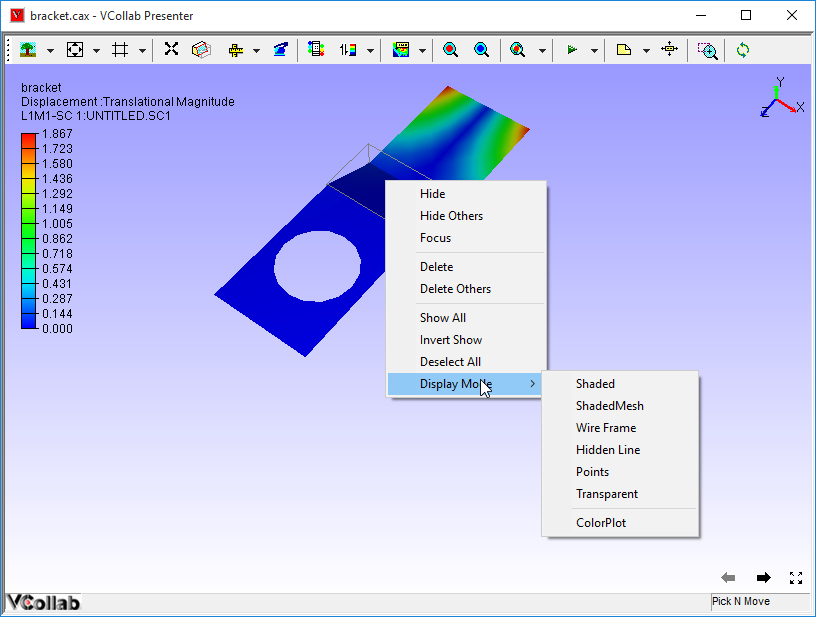 bracket.cax - VCollab Presenter
bracket
Displacement :Translational Magnitude
L1M1-SC 1:UNTITLED.SC1
1.867
1.723
1.580
1.436
1.292
1.149
1.005
0.862
0.718
0.574
0.431
0.287
0.144
0.000
Y
X
Z
Hide
Hide Others
Focus
Delete
Delete Others
Show All
Invert Show
Deselect All
Display Mode
Shaded
ShadedMesh
Wire Frame
Hidden Line
Points
Transparent
ColorPlot
VCollab
Pick N Move